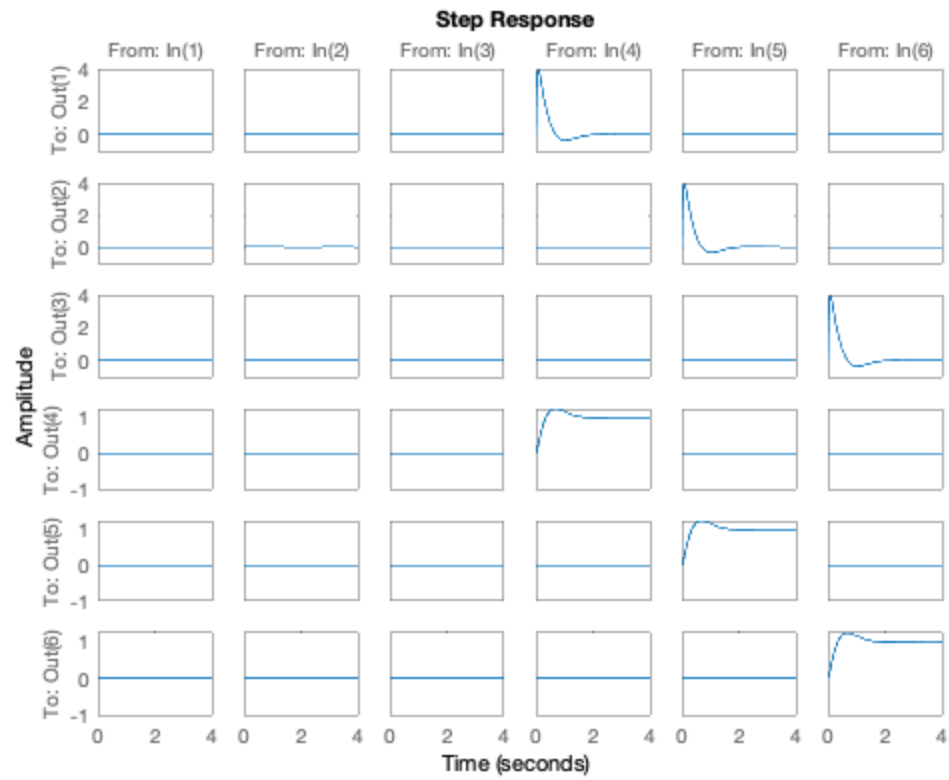 Step Response
From: In(1) From: In(2) From: In(3) From: In(4) From: In(5) From: In(6)
To: Out(1)
4
2
0
To: Out(2)
4
2
0
To: Out(3)
4
2
0
Amplitude
To: Out(4)
1
0
-1
To: Out(5)
1
0
-1
To: Out(6)
1
0
-1
0 2 4 0 2 4 0 2 4 0 2 4 0 2 4 0 2 4
Time (seconds)